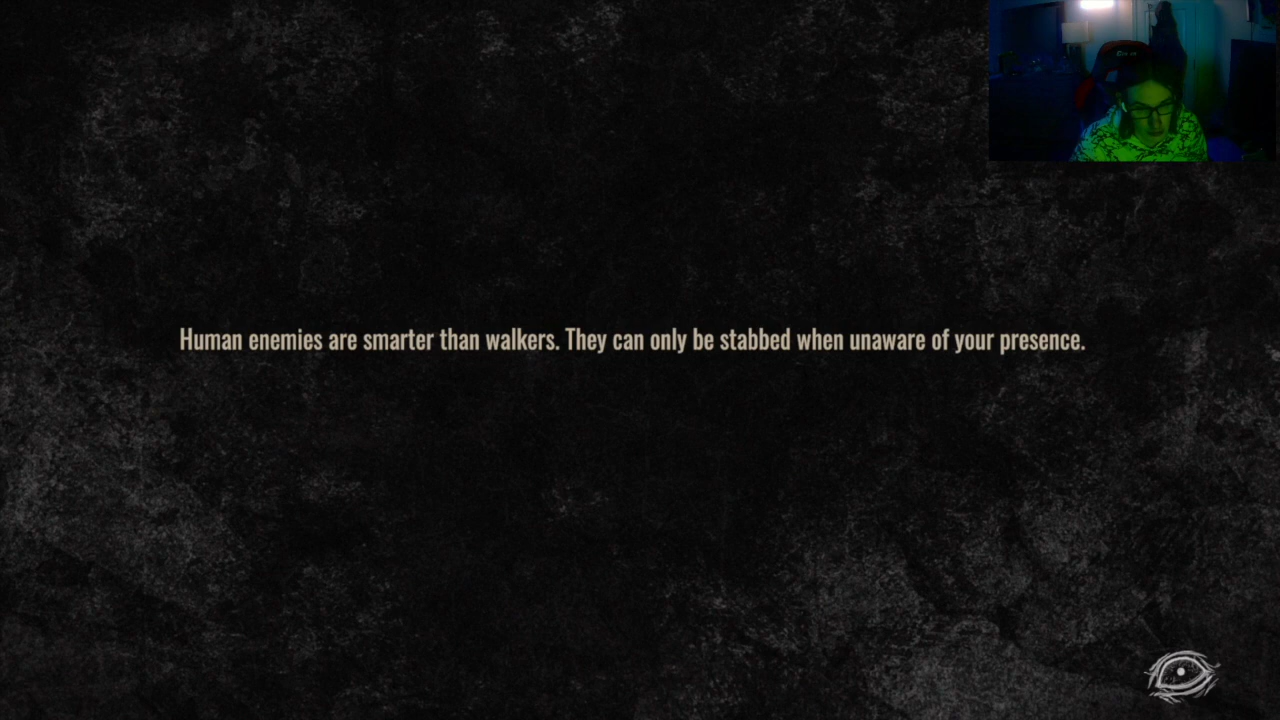 Human enemies are smarter than walkers. They can only be stabbed when unaware of your presence.